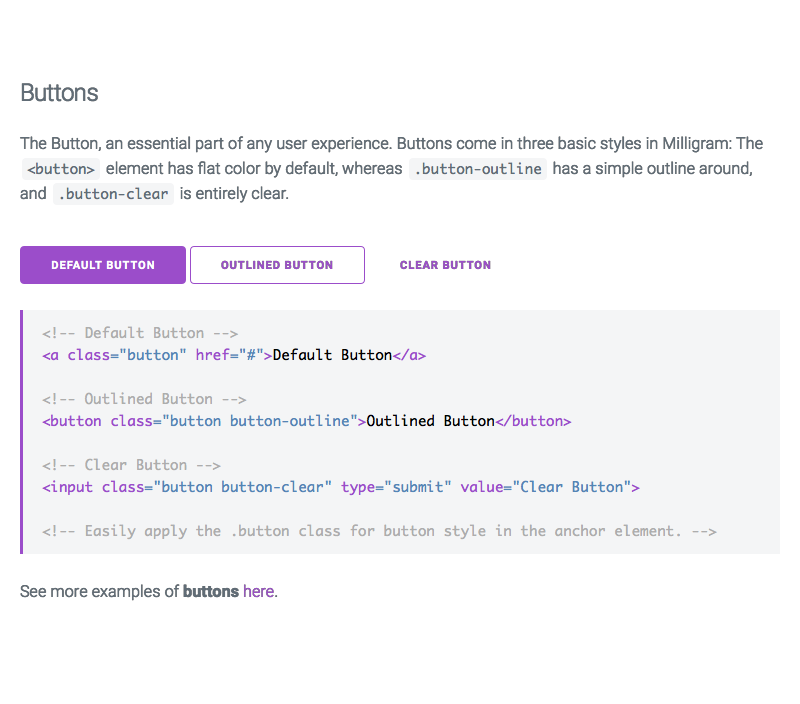 Buttons
The Button, an essential part of any user experience. Buttons come in three basic styles in Milligram: The
<button> element has flat color by default, whereas .button-outline has a simple outline around,
and .button-clear is entirely clear.
DEFAULT BUTTON OUTLINED BUTTON CLEAR BUTTON
<!-- Default Button -->
<a class="button" href="#">Default Button</a>
<!-- Outlined Button -->
<button class="button button-outline">Outlined Button</button>
<!-- Clear Button -->
<input class="button button-clear" type="submit" value="Clear Button">
<!-- Easily apply the .button class for button style in the anchor element. -->
See more examples of buttons here.